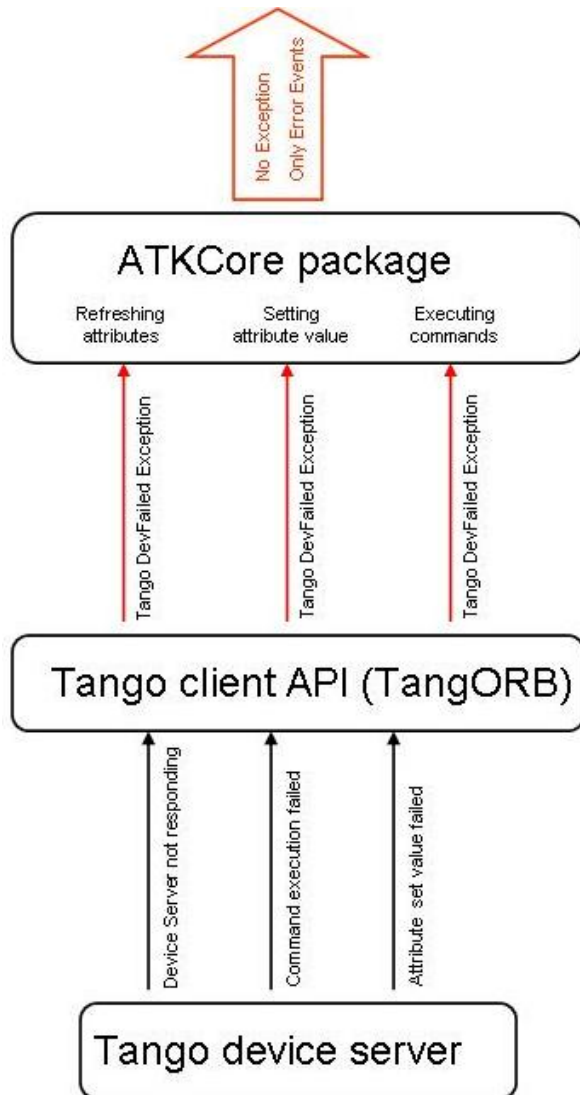 No Exception
Only Error Events
ATKCore package
Refreshing
attributes
Setting
attribute value
Executing
commands
Tango DevFailed Exception
Tango DevFailed Exception
Tango DevFailed Exception
Tango client API (TangORB)
Device Server not responding
Command execution failed
Attribute set value failed
Tango device server